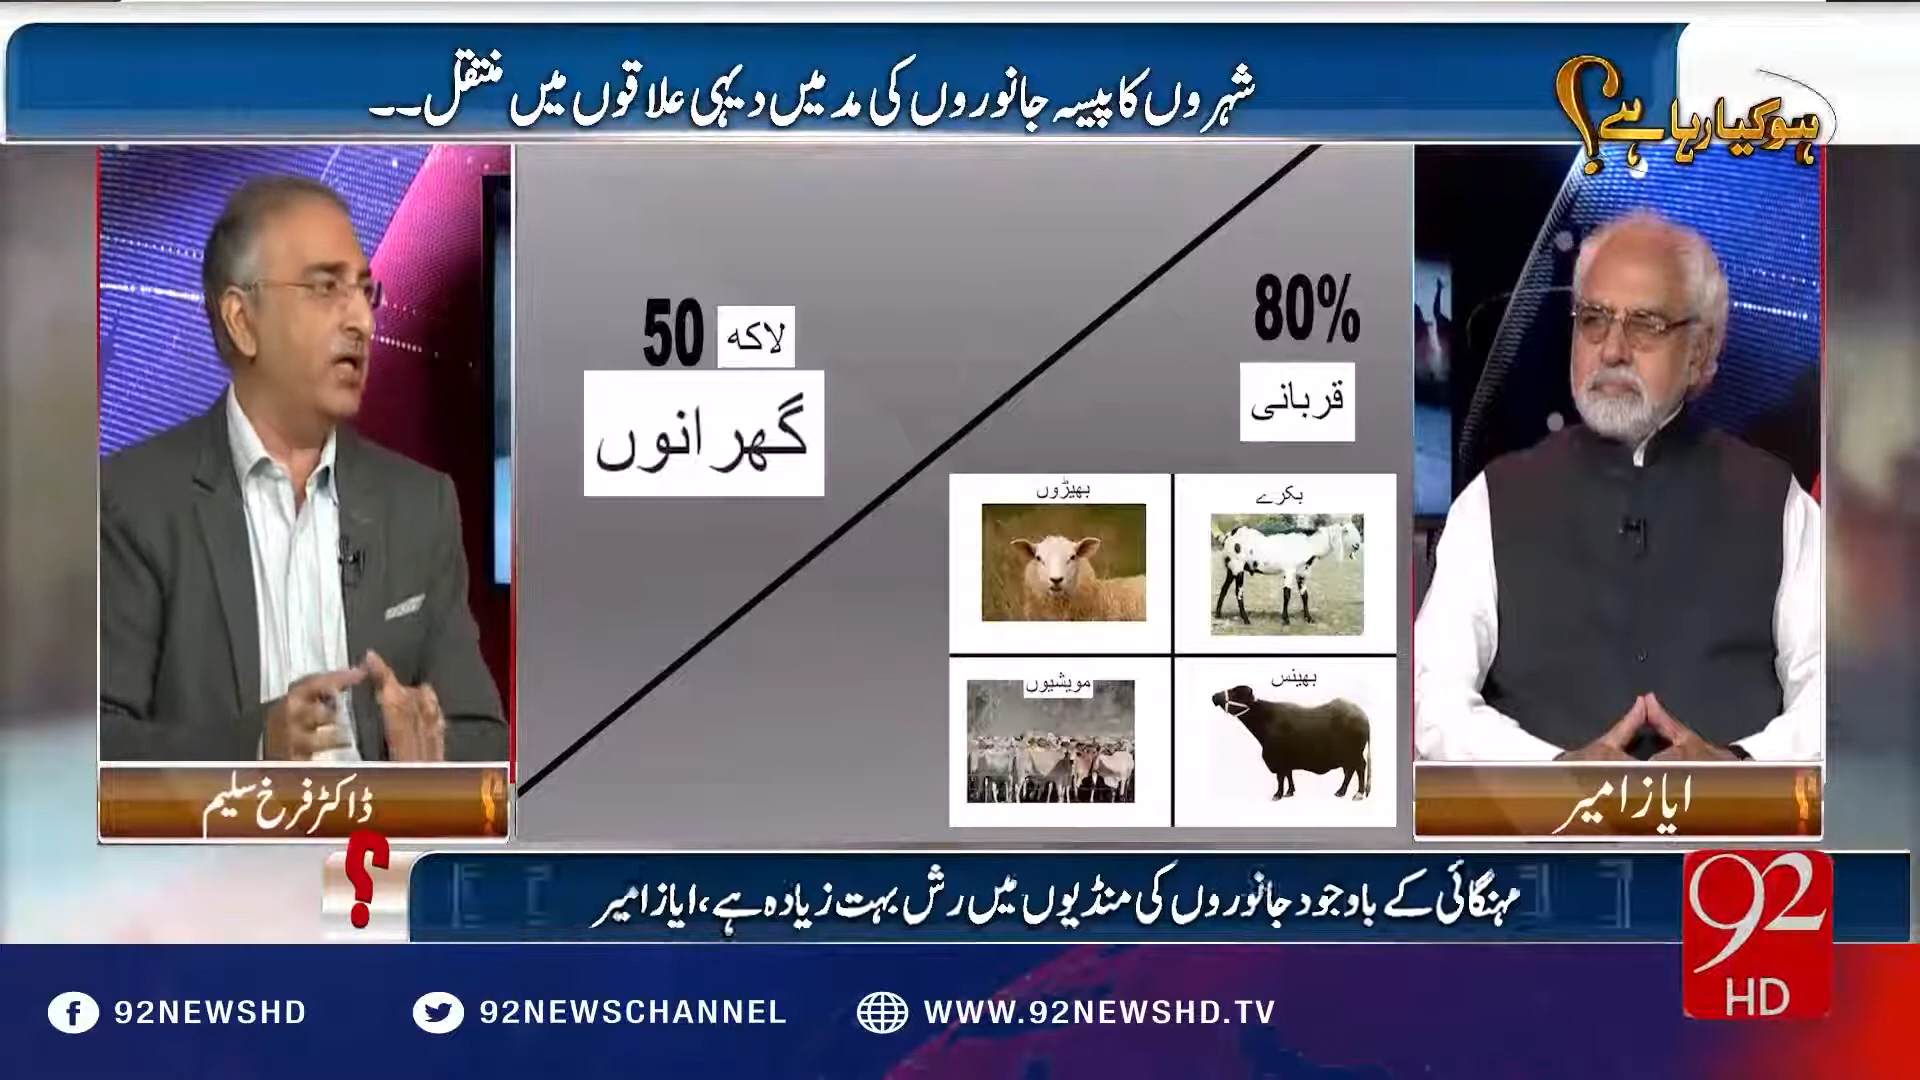 شہروں کا پیسہ جانوروں کی مد میں دیہی علاقوں میں منتقل۔۔
ہو کیا رہا ہے؟
50 لاکه
گھرانوں
80%
قربانی
بھیڑوں
بکرے
مویشیوں
بھینس
ڈاکٹر فرخ سلیم
ایاز امیر
مہنگائی کے باوجود جانوروں کی منڈیوں میں رش بہت زیادہ ہے، ایاز امیر
92
HD
92NEWSHD
92NEWSCHANNEL
WWW.92NEWSHD.TV